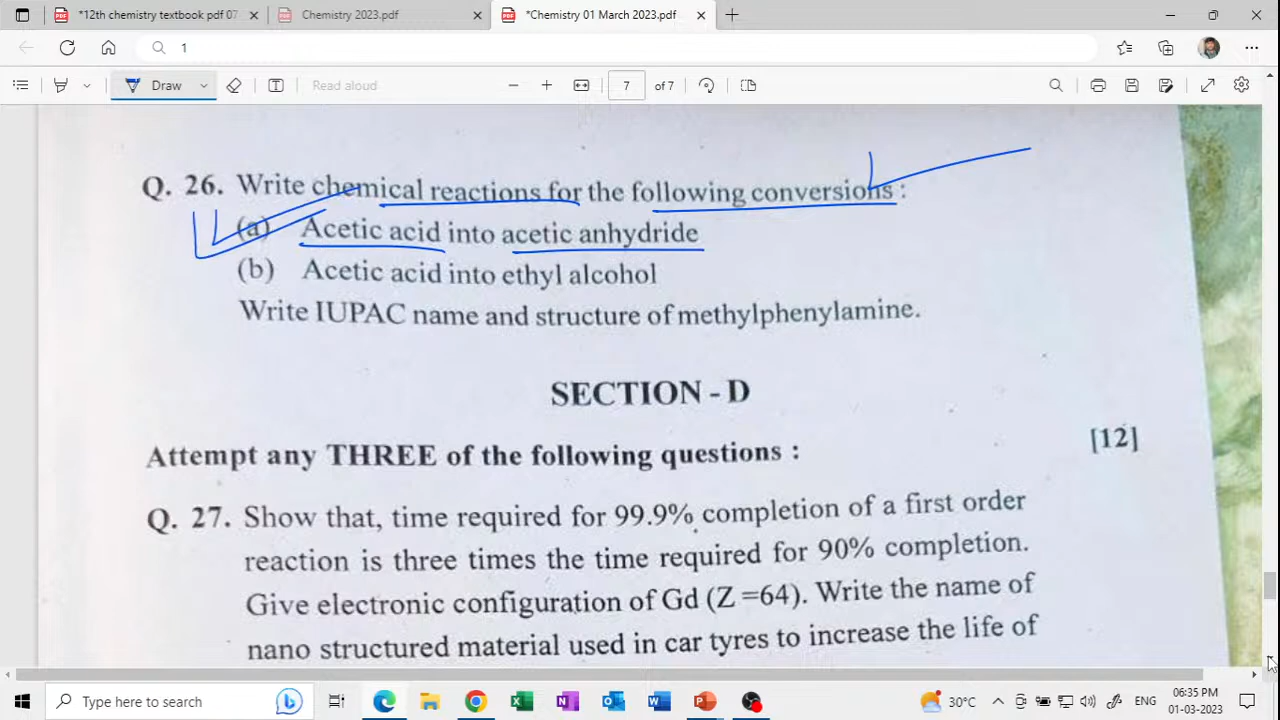 *12th chemistry textbook pdf 07
Chemistry 2023.pdf
*Chemistry 01 March 2023.pdf
1
Draw
Read aloud
7
of 7
Q. 26. Write chemical reactions for the following conversions :
(a) Acetic acid into acetic anhydride
(b) Acetic acid into ethyl alcohol
Write IUPAC name and structure of methylphenylamine.
SECTION - D
Attempt any THREE of the following questions :
[12]
Q. 27. Show that, time required for 99.9% completion of a first order
reaction is three times the time required for 90% completion.
Give electronic configuration of Gd (Z =64). Write the name of
nano structured material used in car tyres to increase the life of
Type here to search
30°C
ENG
06:35 PM
01-03-2023